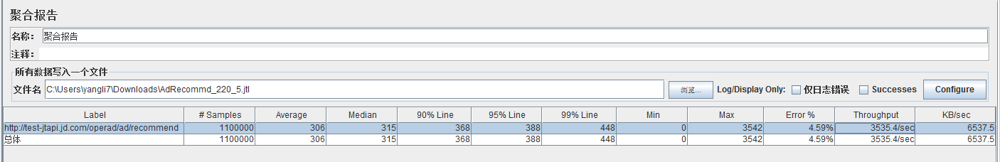 聚合报告
名称： 聚合报告
注释：
所有数据写入一个文件
文件名 C:\Users\yangli7\Downloads\AdRecommd_220_5.jtl 浏览... Log/Display Only: 仅日志错误 Successes Configure
Label # Samples Average Median 90% Line 95% Line 99% Line Min Max Error % Throughput KB/sec
http://test-jtapi.jd.com/operad/ad/recommend 1100000 306 315 368 388 448 0 3542 4.59% 3535.4/sec 6537.5
总体 1100000 306 315 368 388 448 0 3542 4.59% 3535.4/sec 6537.5